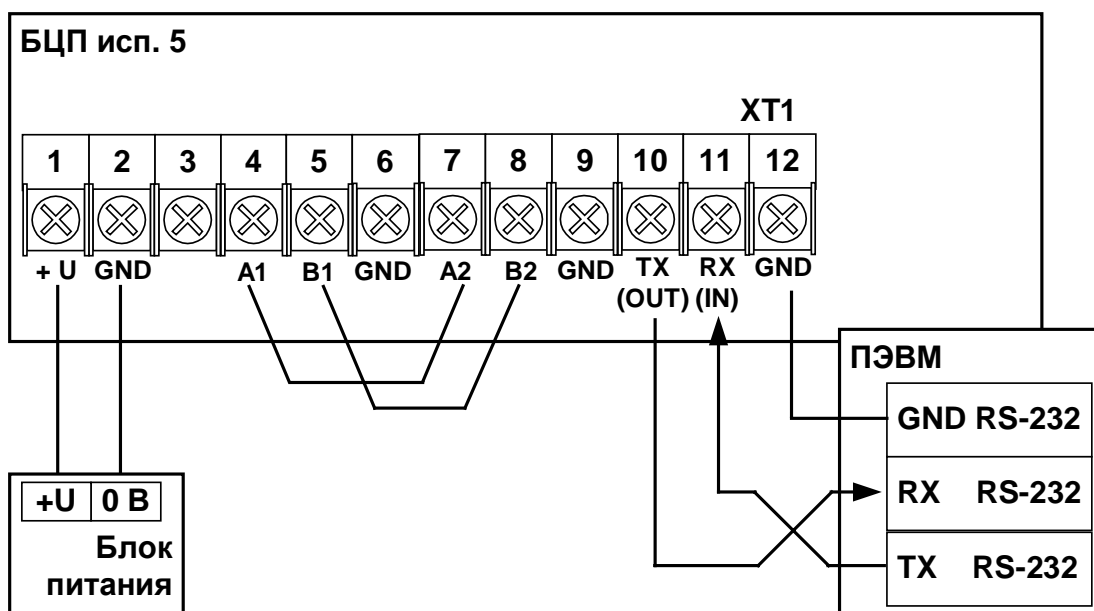 БЦП исп. 5
XT1
1 2 3 4 5 6 7 8 9 10 11 12
+ U GND A1 B1 GND A2 B2 GND TX RX GND
(OUT) (IN)
ПЭВМ
GND RS-232
RX RS-232
TX RS-232
+U 0 В
Блок
питания